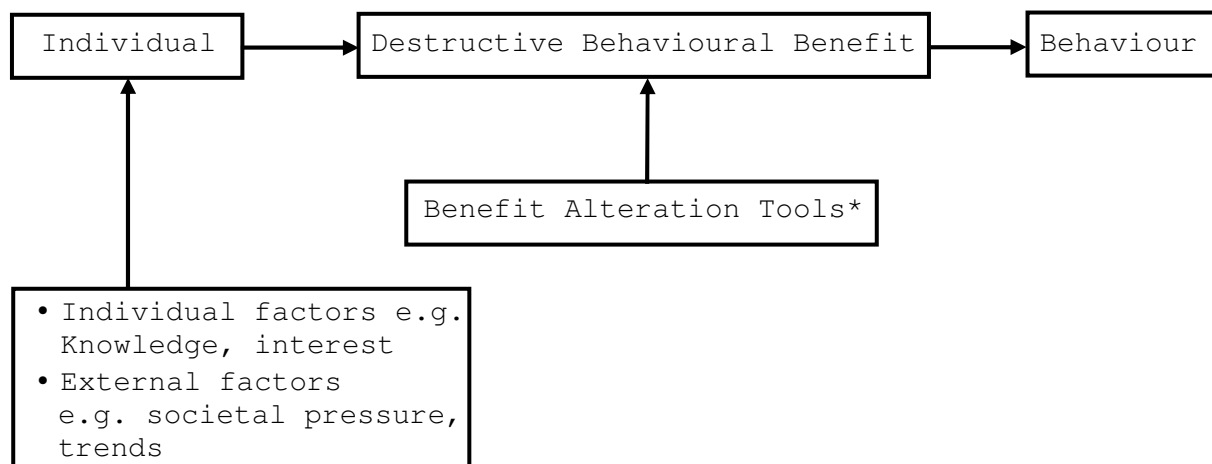 Individual
Destructive Behavioural Benefit
Behaviour
Benefit Alteration Tools*
• Individual factors e.g.
Knowledge, interest
• External factors
e.g. societal pressure,
trends